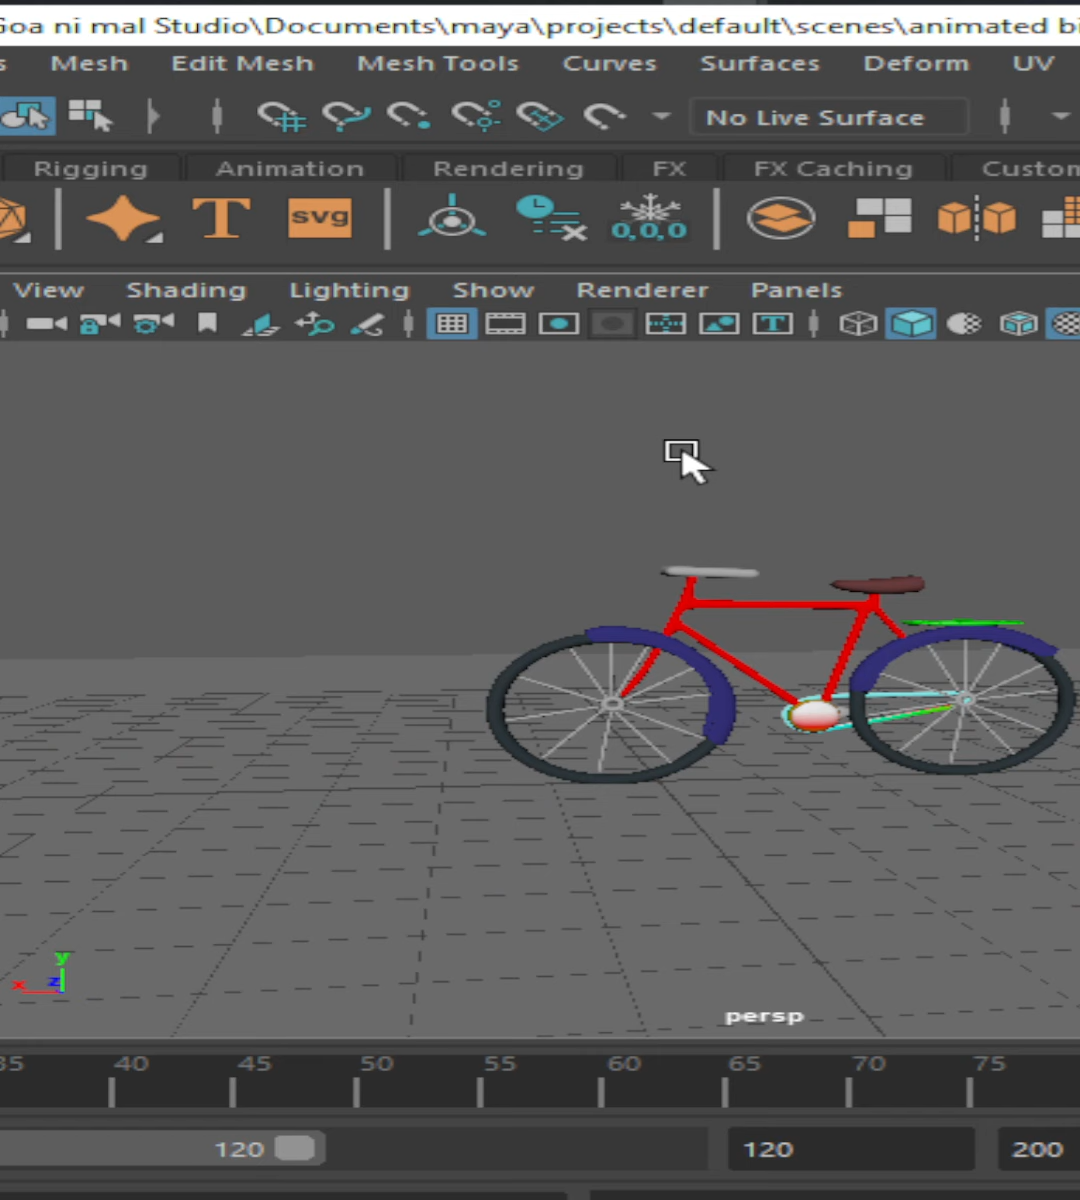 Goa ni mal Studio\Documents\maya\projects\default\scenes\animated bi
s Mesh Edit Mesh Mesh Tools Curves Surfaces Deform UV
No Live Surface
Rigging Animation Rendering FX FX Caching Custom
T svg 0,0,0
View Shading Lighting Show Renderer Panels
T
y
x z
persp
35 40 45 50 55 60 65 70 75
120 120 200